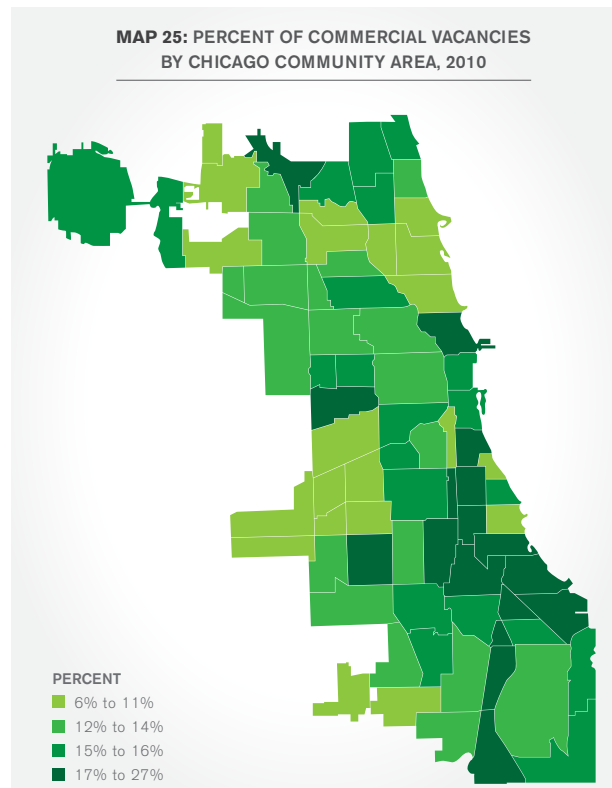 MAP 25: PERCENT OF COMMERCIAL VACANCIES
BY CHICAGO COMMUNITY AREA, 2010
PERCENT
6% to 11%
12% to 14%
15% to 16%
17% to 27%